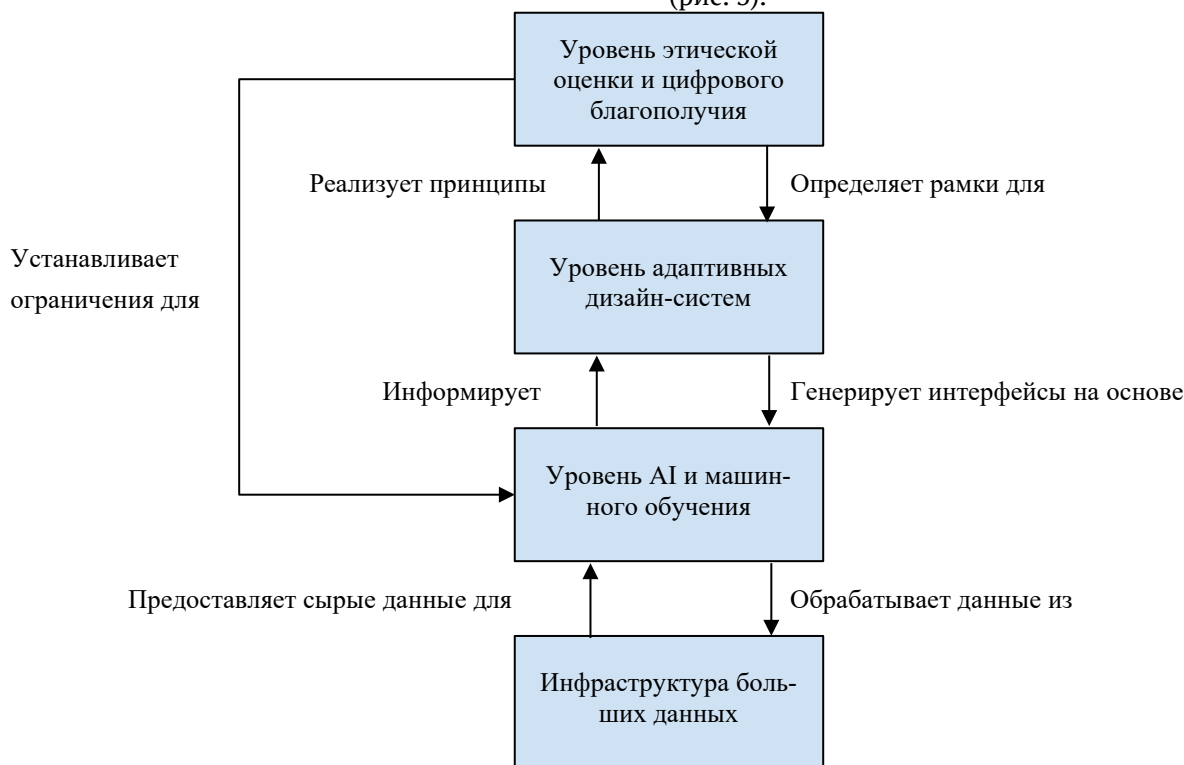 (рис. 3).
Уровень этической
оценки и цифрового
благополучия
Реализует принципы
Определяет рамки для
Устанавливает
ограничения для
Уровень адаптивных
дизайн-систем
Информирует
Генерирует интерфейсы на основе
Уровень AI и машин-
ного обучения
Предоставляет сырые данные для
Обрабатывает данные из
Инфраструктура боль-
ших данных